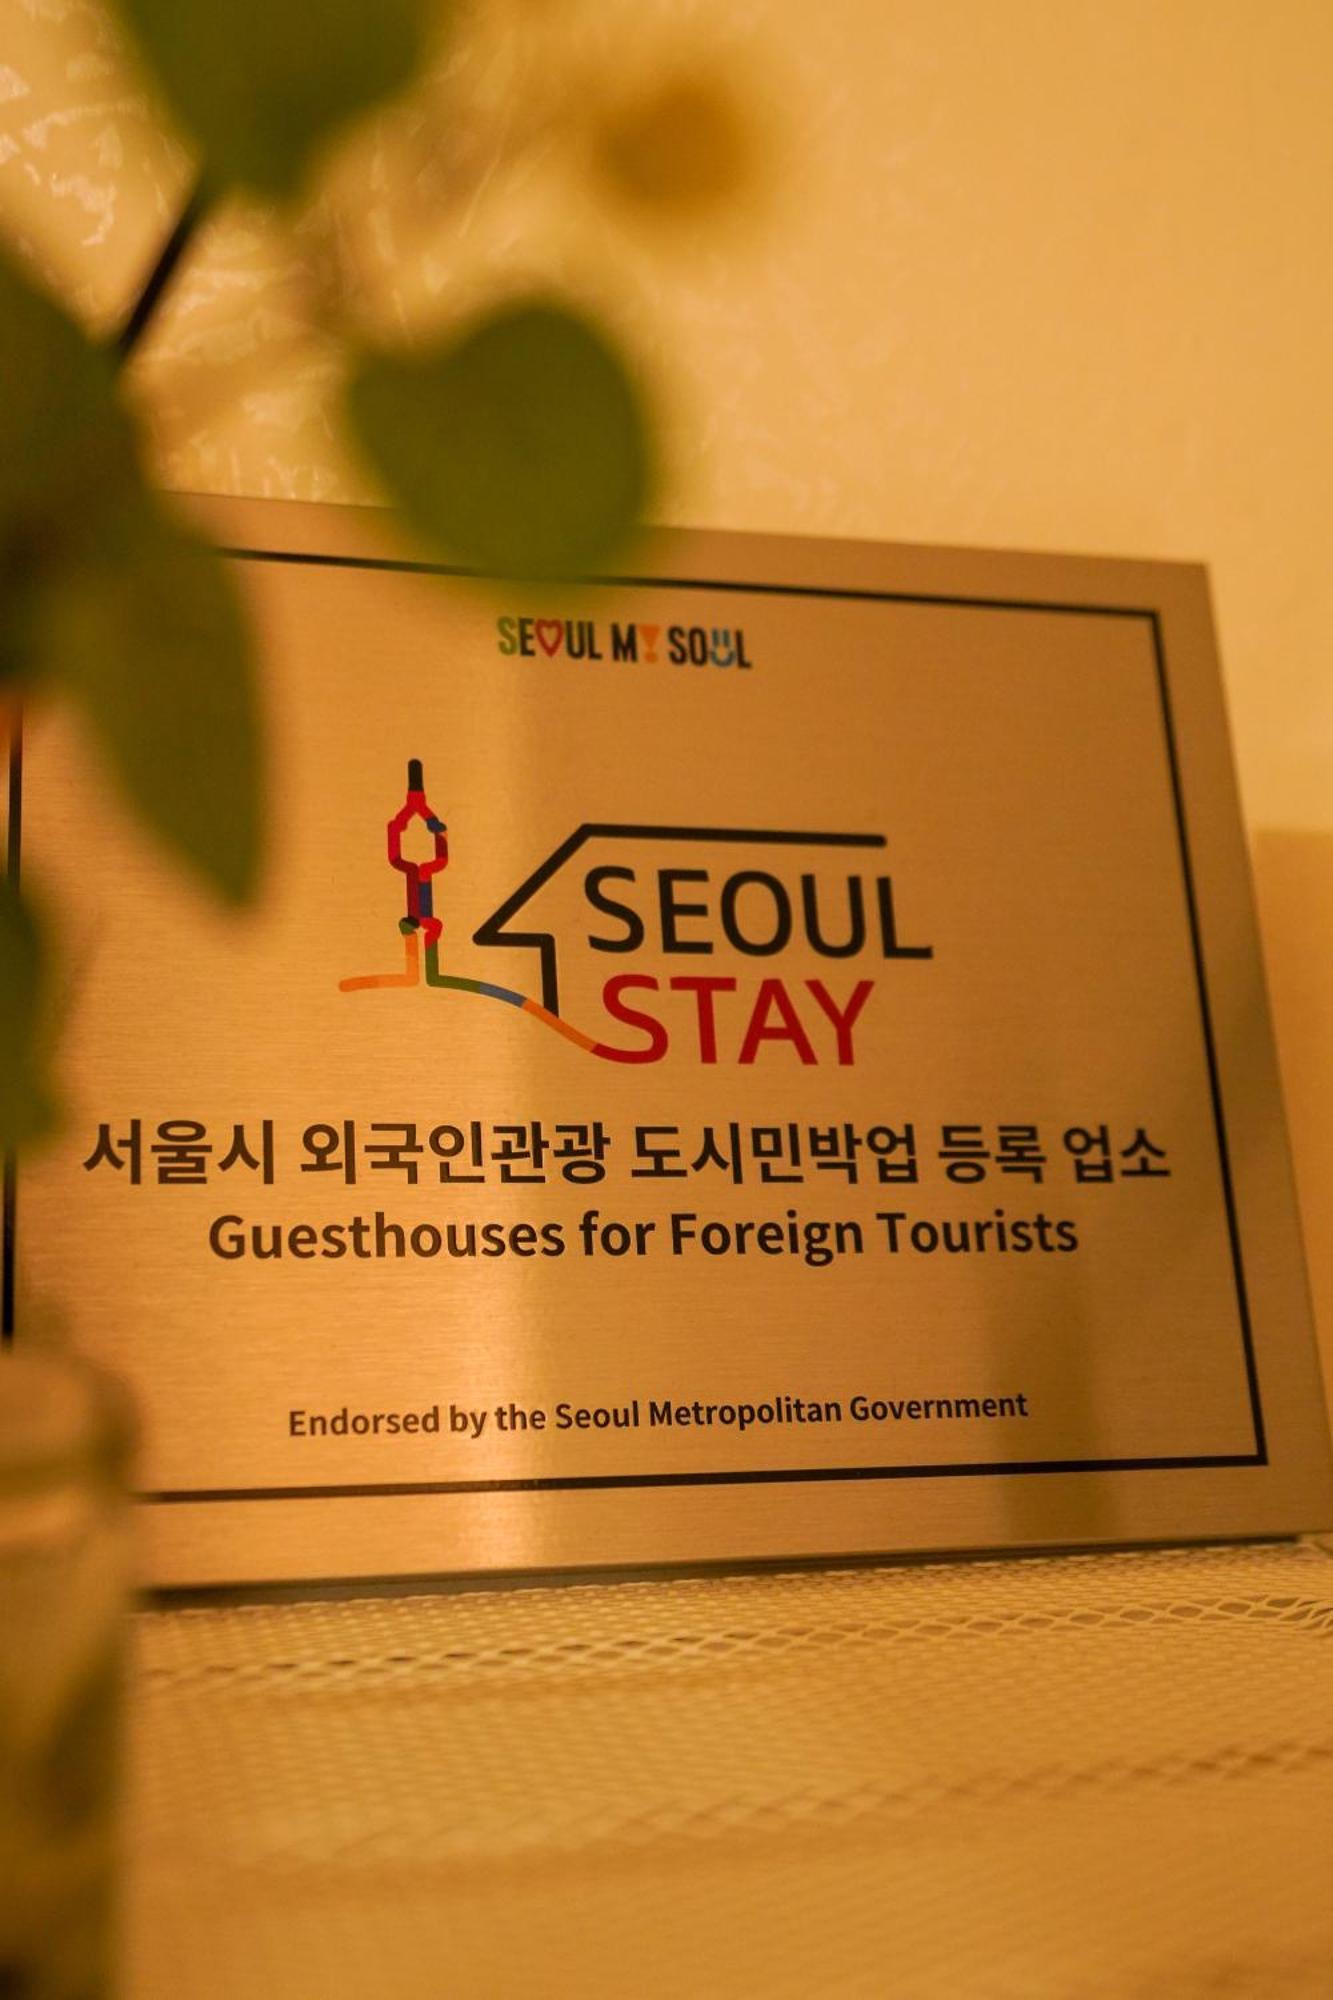 SEOUL MY SOUL
SEOUL
STAY
서울시 외국인관광 도시민박업 등록 업소
Guesthouses for Foreign Tourists
Endorsed by the Seoul Metropolitan Government